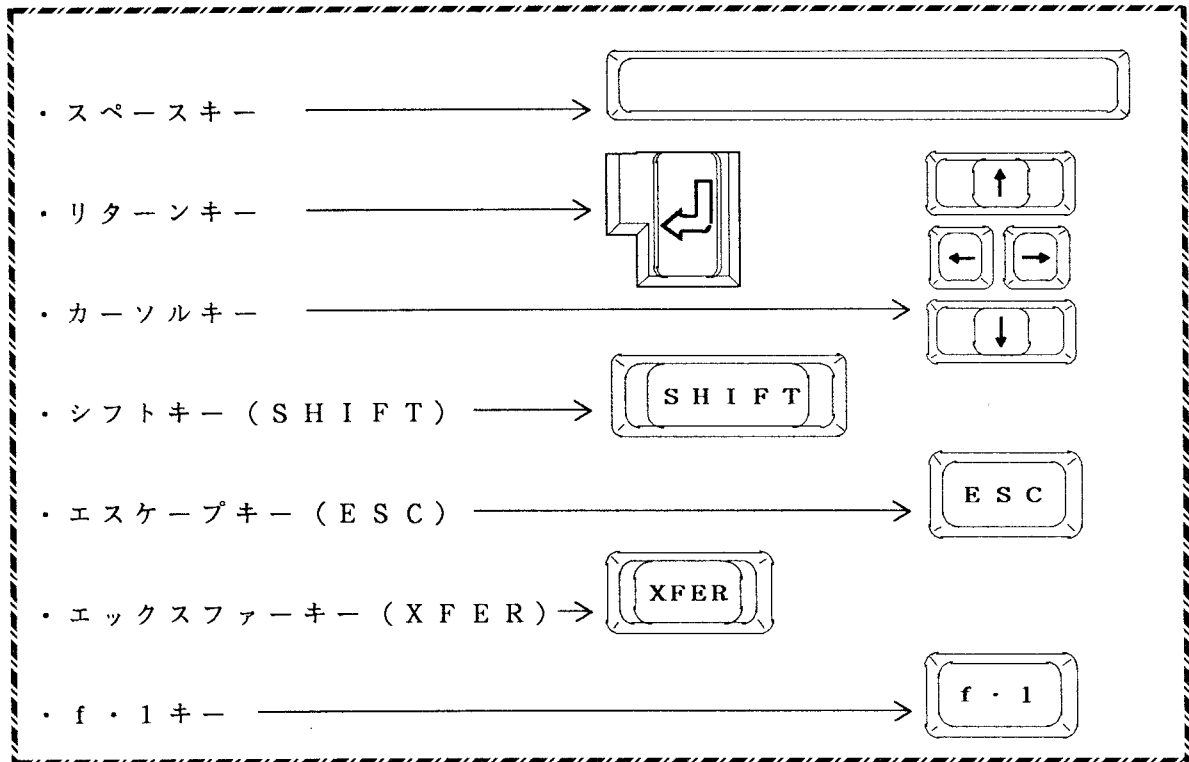 ・スペースキー
・リターンキー
↑
← →
・カーソルキー
↓
・シフトキー(SHIFT) SHIFT
・エスケープキー(ESC) ESC
・エックスファーキー(XFER) XFER
・f・1キー f・1